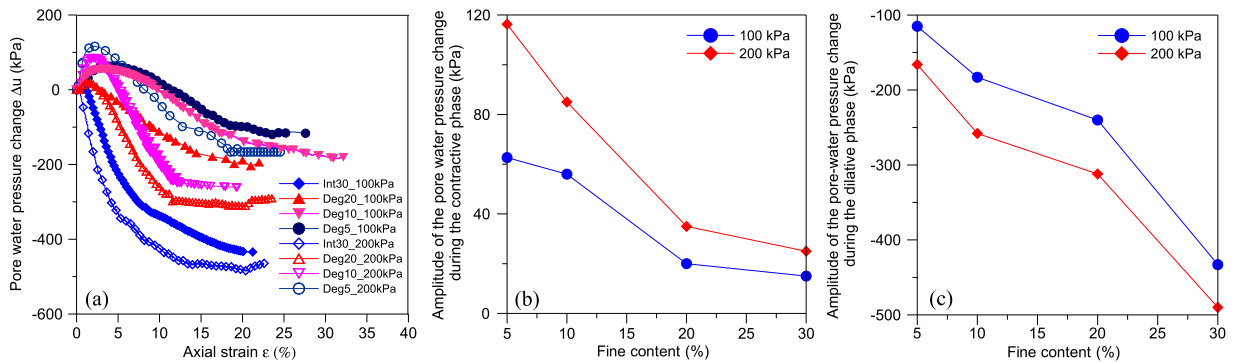 Pore water pressure change Δu (kPa)
200
0
-200
-400
-600
0
5
10
15
20
25
30
35
40
Axial strain ε (%)
(a)
Int30_100kPa
Deg20_100kPa
Deg10_100kPa
Deg5_100kPa
Int30_200kPa
Deg20_200kPa
Deg10_200kPa
Deg5_200kPa
Amplitude of the pore water pressure change
during the contractive phase (kPa)
120
80
40
0
5
10
15
20
25
30
Fine content (%)
(b)
100 kPa
200 kPa
Amplitude of the pore-water pressure change
during the dilative phase (kPa)
-100
-200
-300
-400
-500
5
10
15
20
25
30
Fine content (%)
(c)
100 kPa
200 kPa